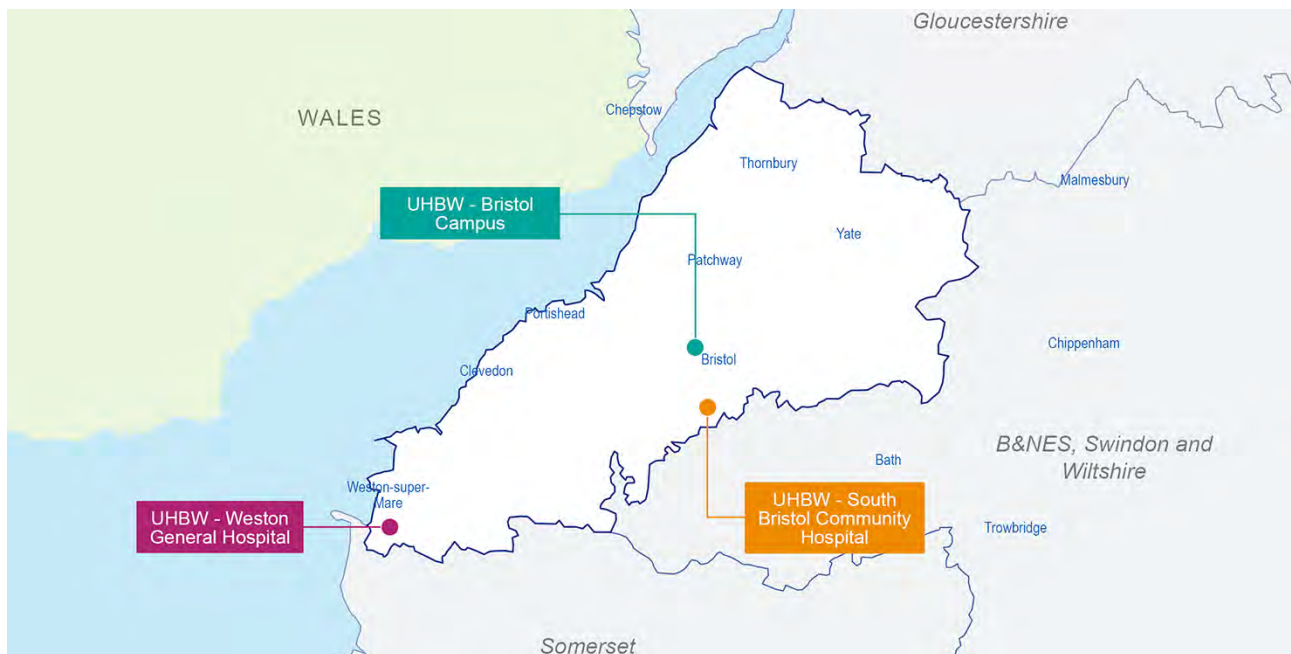 Gloucestershire
Chepstow
WALES
Thornbury
Malmesbury
UHBW - Bristol
Campus
Yate
Patchway
Portishead
Chippenham
Bristol
Clevedon
B&NES, Swindon and
Wiltshire
Bath
Weston-super-
Mare
UHBW - South
Bristol Community
Hospital
UHBW - Weston
General Hospital
Trowbridge
Somerset